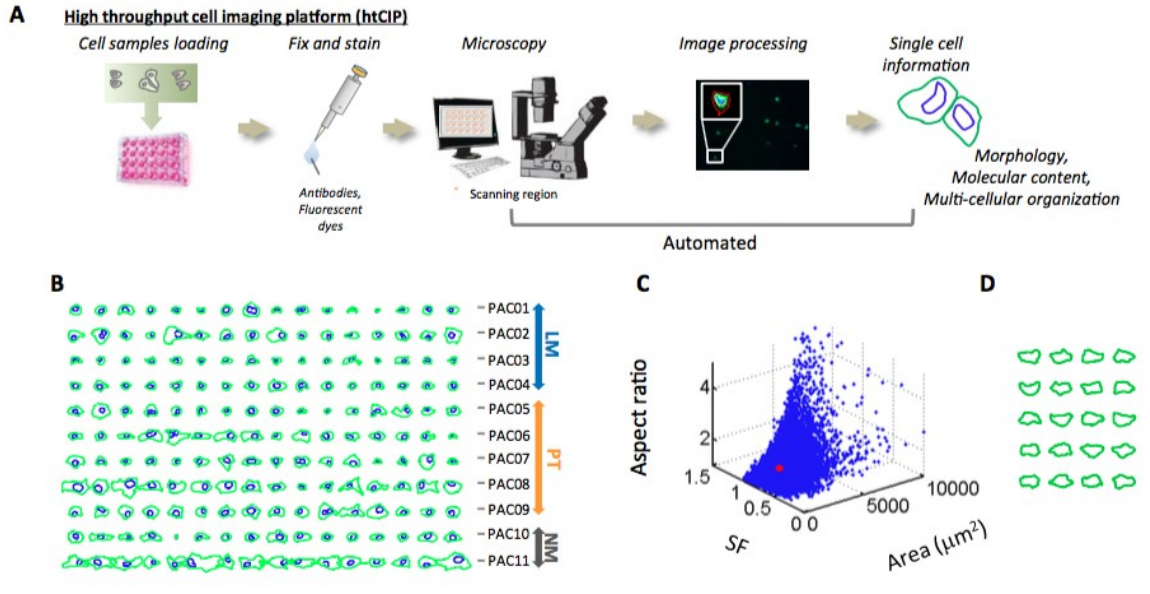 A
High throughput cell imaging platform (htCIP)
Cell samples loading
Fix and stain
Microscopy
Image processing
Single cell
information
Antibodies,
Fluorescent
dyes
Scanning region
Morphology,
Molecular content,
Multi-cellular organization
Automated
B
PAC01
PAC02
PAC03
PAC04
PAC05
PAC06
PAC07
PAC08
PAC09
PAC10
PAC11
LM
PT
NM
C
Aspect ratio
4
2
1.5
1
0.5
0
0
5000
10000
SF
Area (μm²)
D